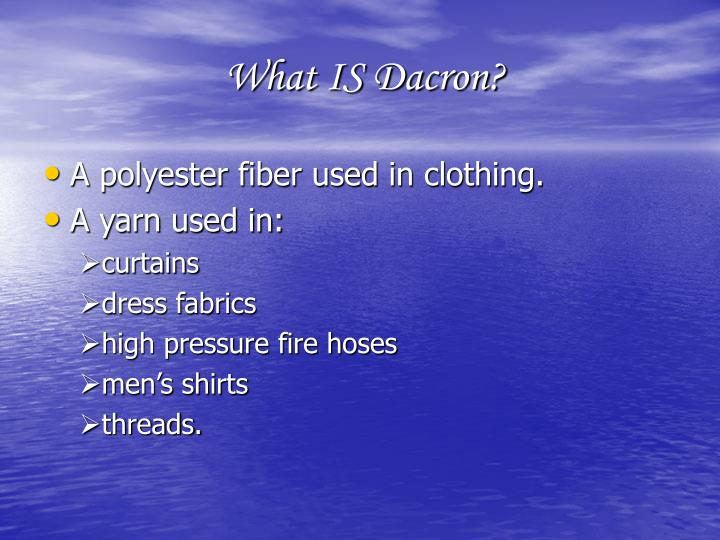 What IS Dacron?
• A polyester fiber used in clothing.
• A yarn used in:
➢curtains
➢dress fabrics
➢high pressure fire hoses
➢men’s shirts
➢threads.